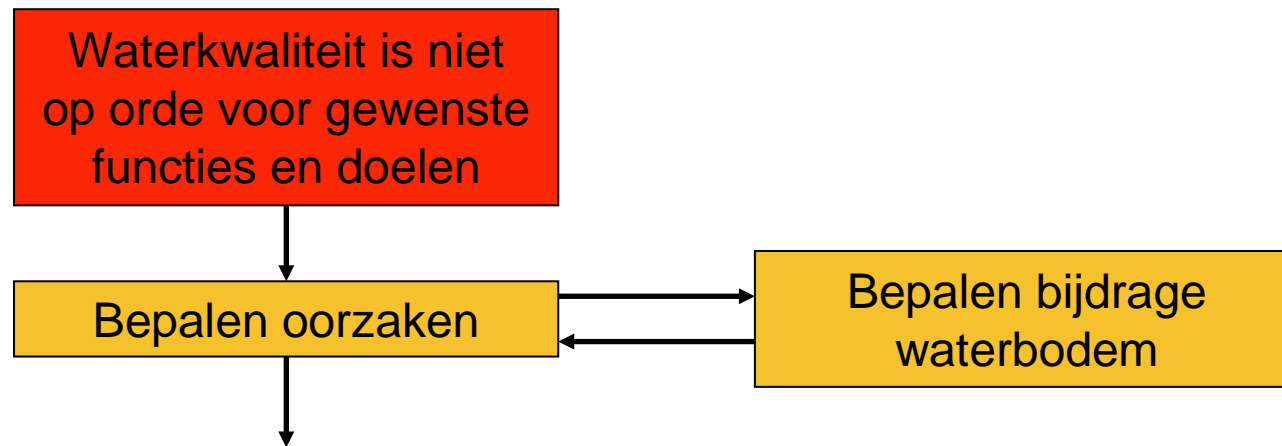 Waterkwaliteit is niet
op orde voor gewenste
functies en doelen
Bepalen oorzaken
Bepalen bijdrage
waterbodem